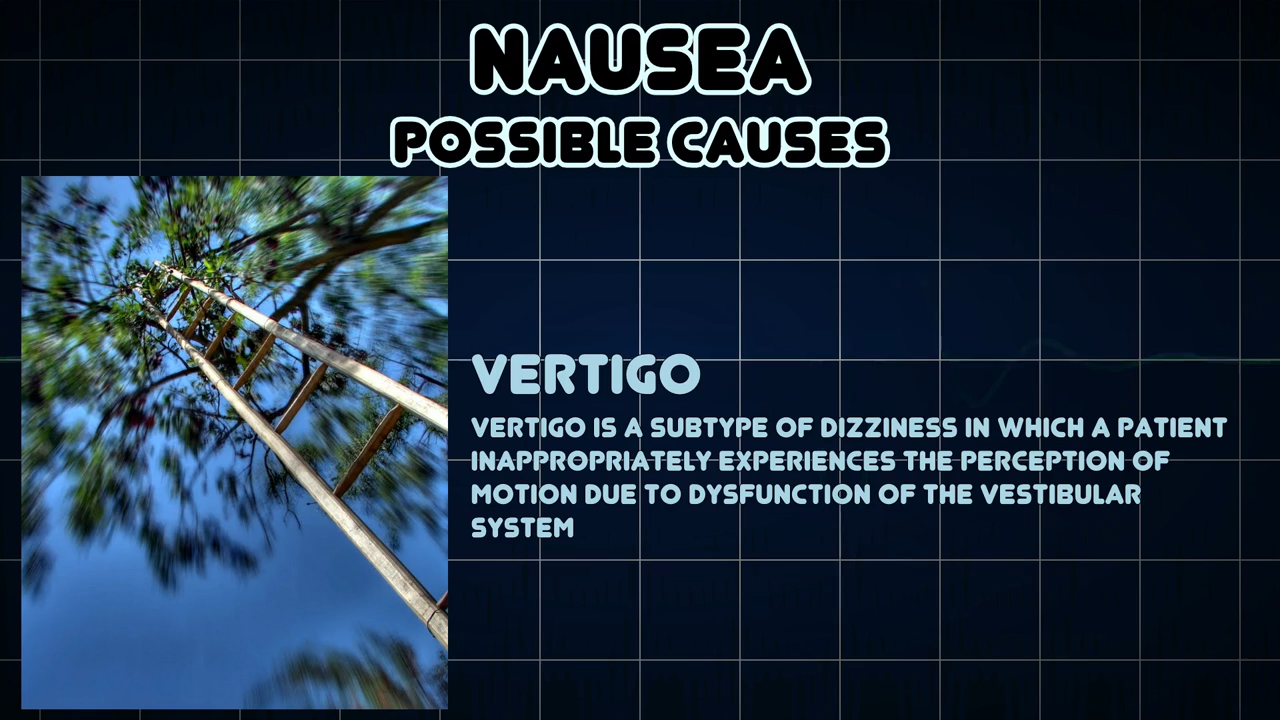 NAUSEA
POSSIBLE CAUSES
VERTIGO
VERTIGO IS A SUBTYPE OF DIZZINESS IN WHICH A PATIENT
INAPPROPRIATELY EXPERIENCES THE PERCEPTION OF
MOTION DUE TO DYSFUNCTION OF THE VESTIBULAR
SYSTEM